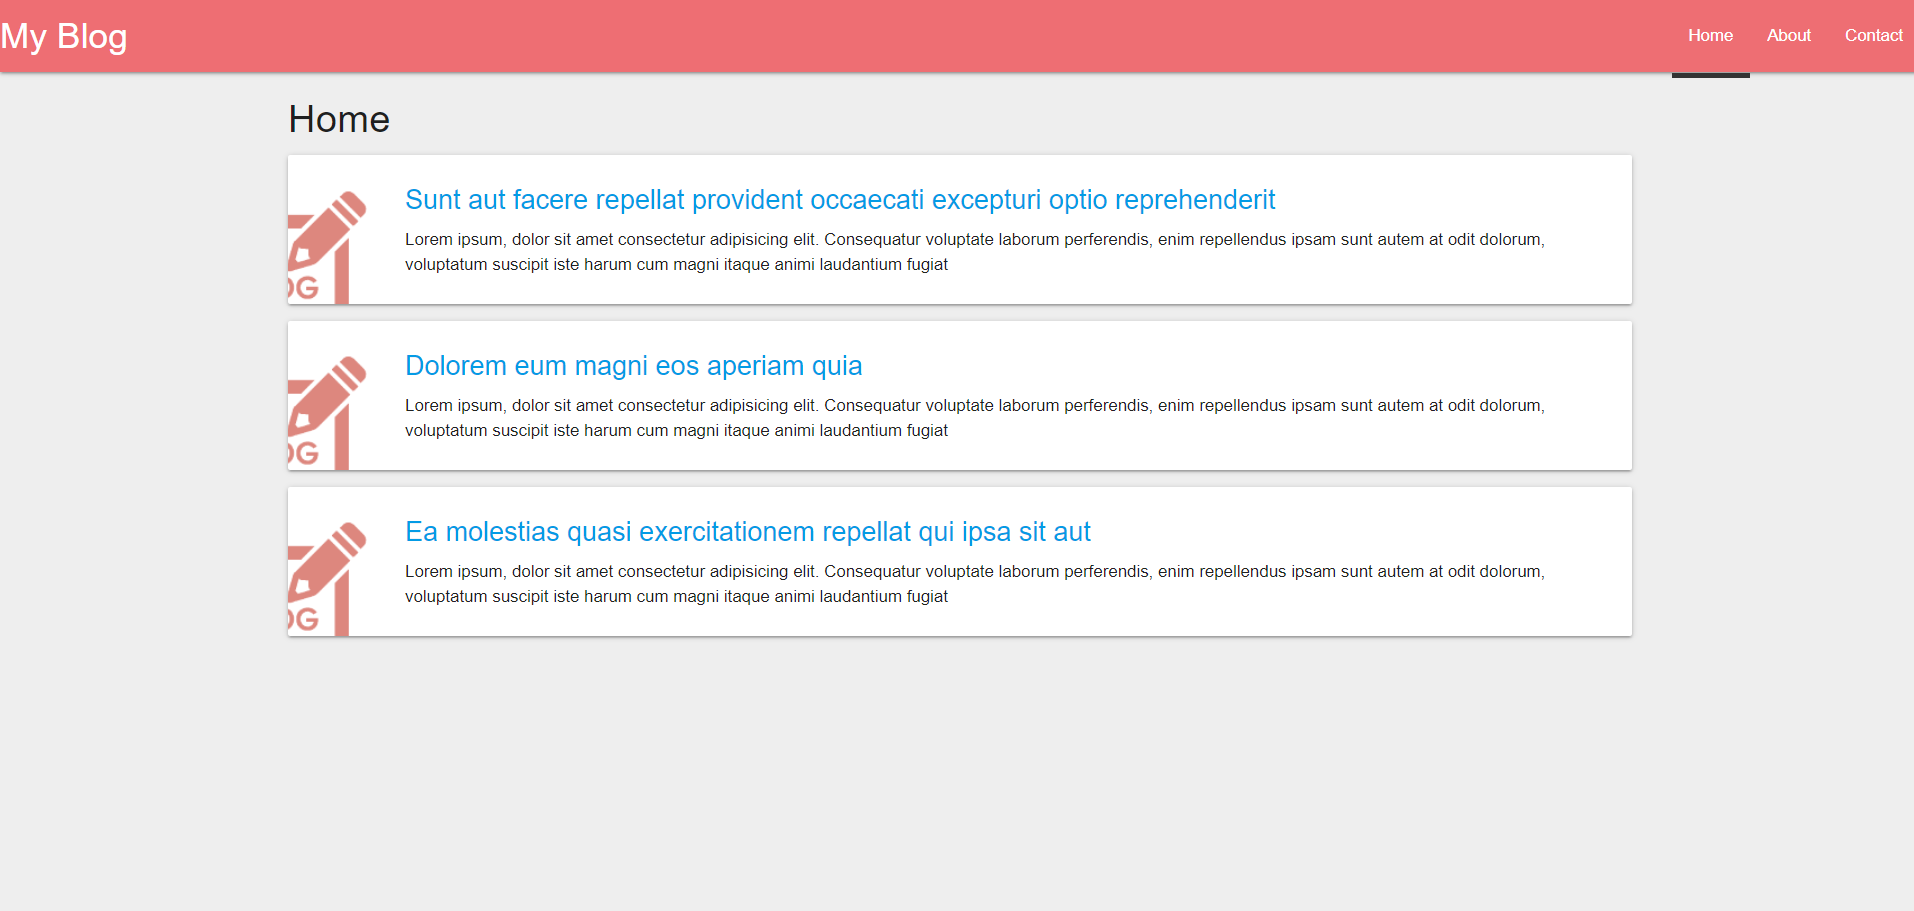 My Blog
Home About Contact
Home
Sunt aut facere repellat provident occaecati excepturi optio reprehenderit
Lorem ipsum, dolor sit amet consectetur adipisicing elit. Consequatur voluptate laborum perferendis, enim repellendus ipsam sunt autem at odit dolorum,
voluptatum suscipit iste harum cum magni itaque animi laudantium fugiat
OG
Dolorem eum magni eos aperiam quia
Lorem ipsum, dolor sit amet consectetur adipisicing elit. Consequatur voluptate laborum perferendis, enim repellendus ipsam sunt autem at odit dolorum,
voluptatum suscipit iste harum cum magni itaque animi laudantium fugiat
OG
Ea molestias quasi exercitationem repellat qui ipsa sit aut
Lorem ipsum, dolor sit amet consectetur adipisicing elit. Consequatur voluptate laborum perferendis, enim repellendus ipsam sunt autem at odit dolorum,
voluptatum suscipit iste harum cum magni itaque animi laudantium fugiat
OG